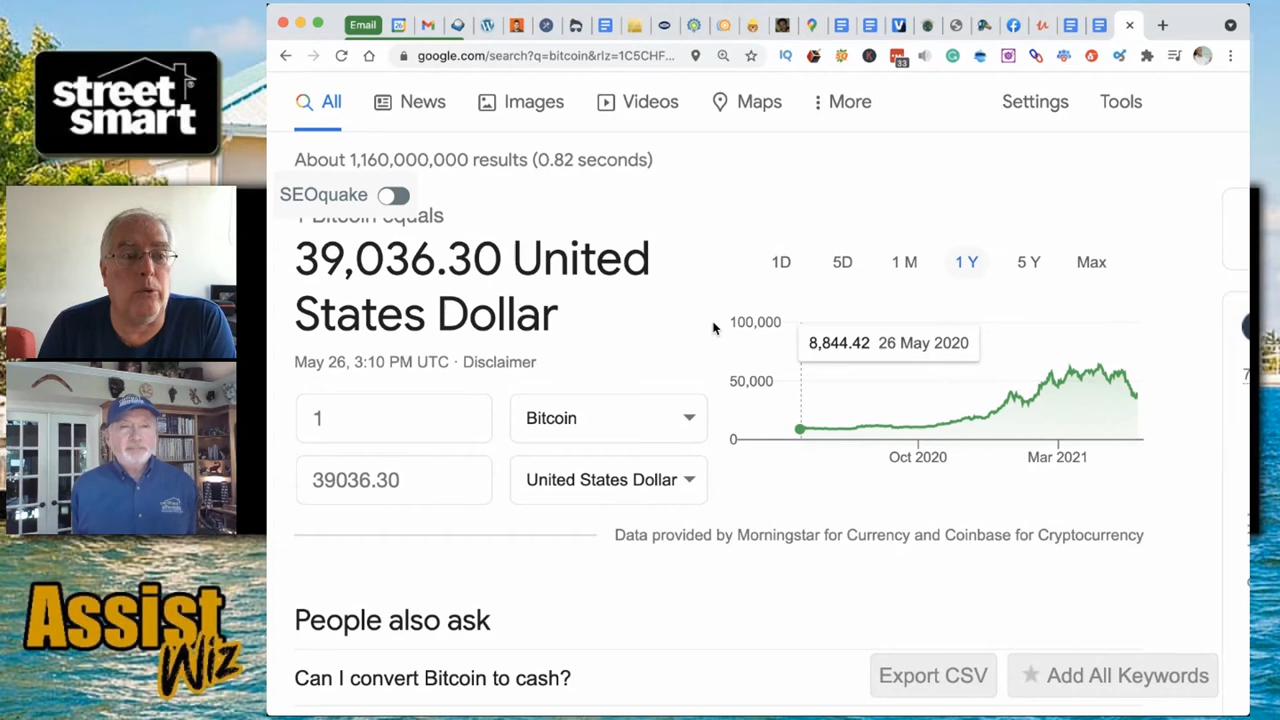 street
smart
Assist
Wiz
Email
google.com/search?q=bitcoin&rlz=1C5CHF...
33
All
News
Images
Videos
Maps
More
Settings
Tools
About 1,160,000,000 results (0.82 seconds)
SEOquake
1 Bitcoin equals
39,036.30 United
States Dollar
May 26, 3:10 PM UTC · Disclaimer
1
Bitcoin
39036.30
United States Dollar
1D
5D
1 M
1 Y
5 Y
Max
100,000
50,000
0
8,844.42 26 May 2020
Oct 2020
Mar 2021
Data provided by Morningstar for Currency and Coinbase for Cryptocurrency
People also ask
Can I convert Bitcoin to cash?
Export CSV
Add All Keywords